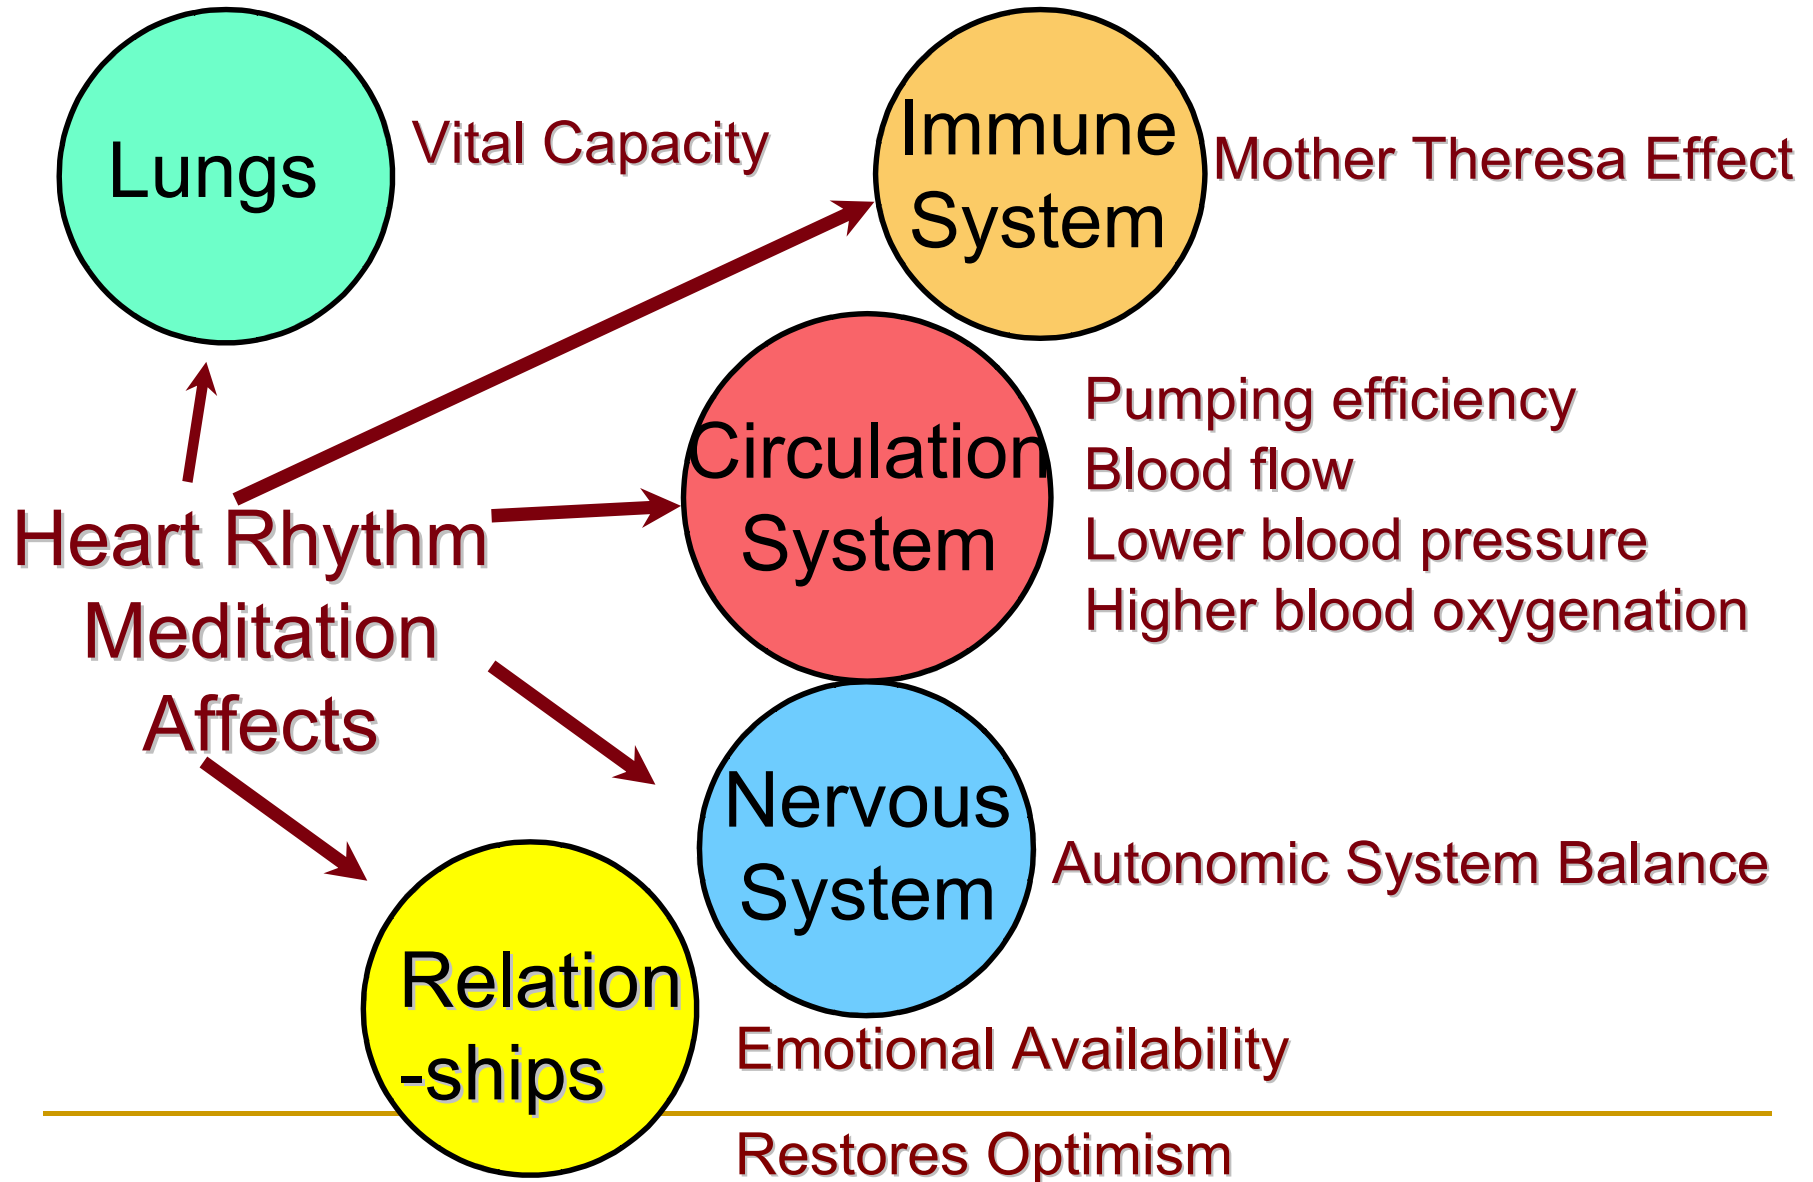 Lungs
Vital Capacity
Immune
System
Mother Theresa Effect
Heart Rhythm
Meditation
Affects
Circulation
System
Pumping efficiency
Blood flow
Lower blood pressure
Higher blood oxygenation
Nervous
System
Autonomic System Balance
Relation
-ships
Emotional Availability
Restores Optimism